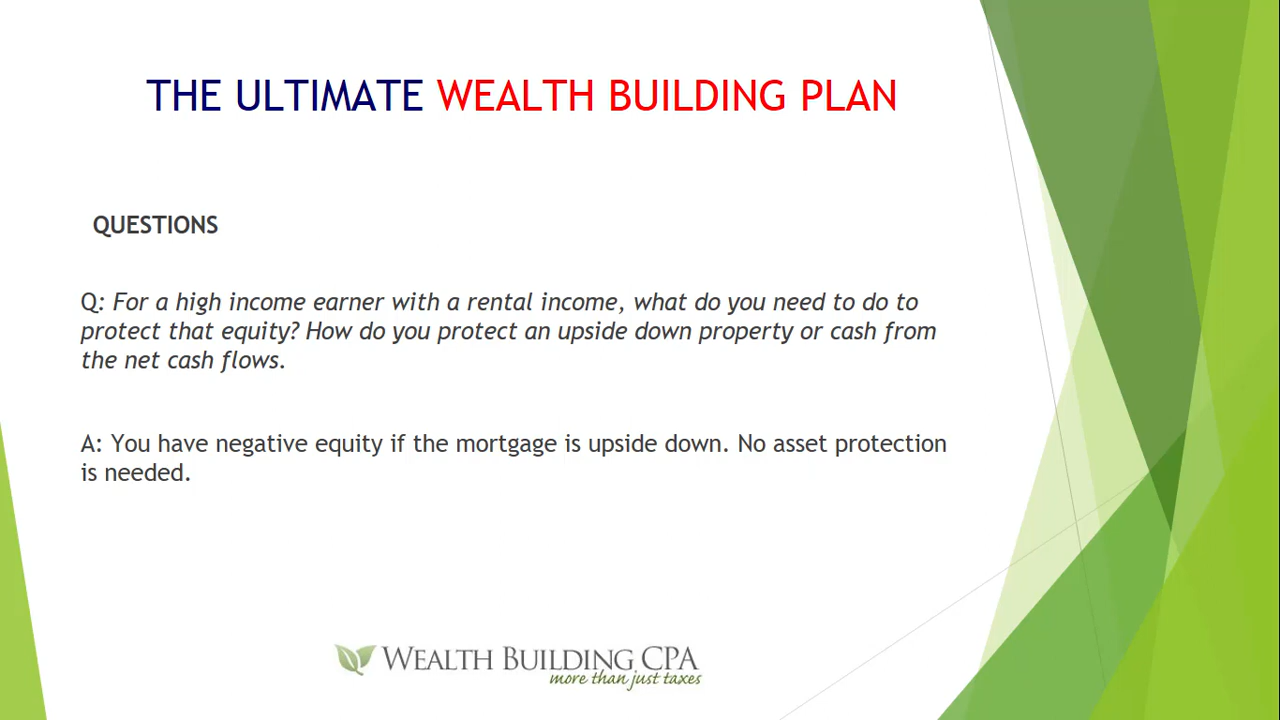 THE ULTIMATE WEALTH BUILDING PLAN
QUESTIONS
Q: For a high income earner with a rental income, what do you need to do to
protect that equity? How do you protect an upside down property or cash from
the net cash flows.
A: You have negative equity if the mortgage is upside down. No asset protection
is needed.
WEALTH BUILDING CPA
more than just taxes